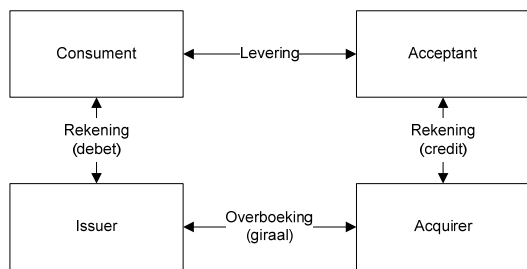 Consument
Levering
Acceptant
Rekening
(debet)
Rekening
(credit)
Issuer
Overboeking
(giraal)
Acquirer